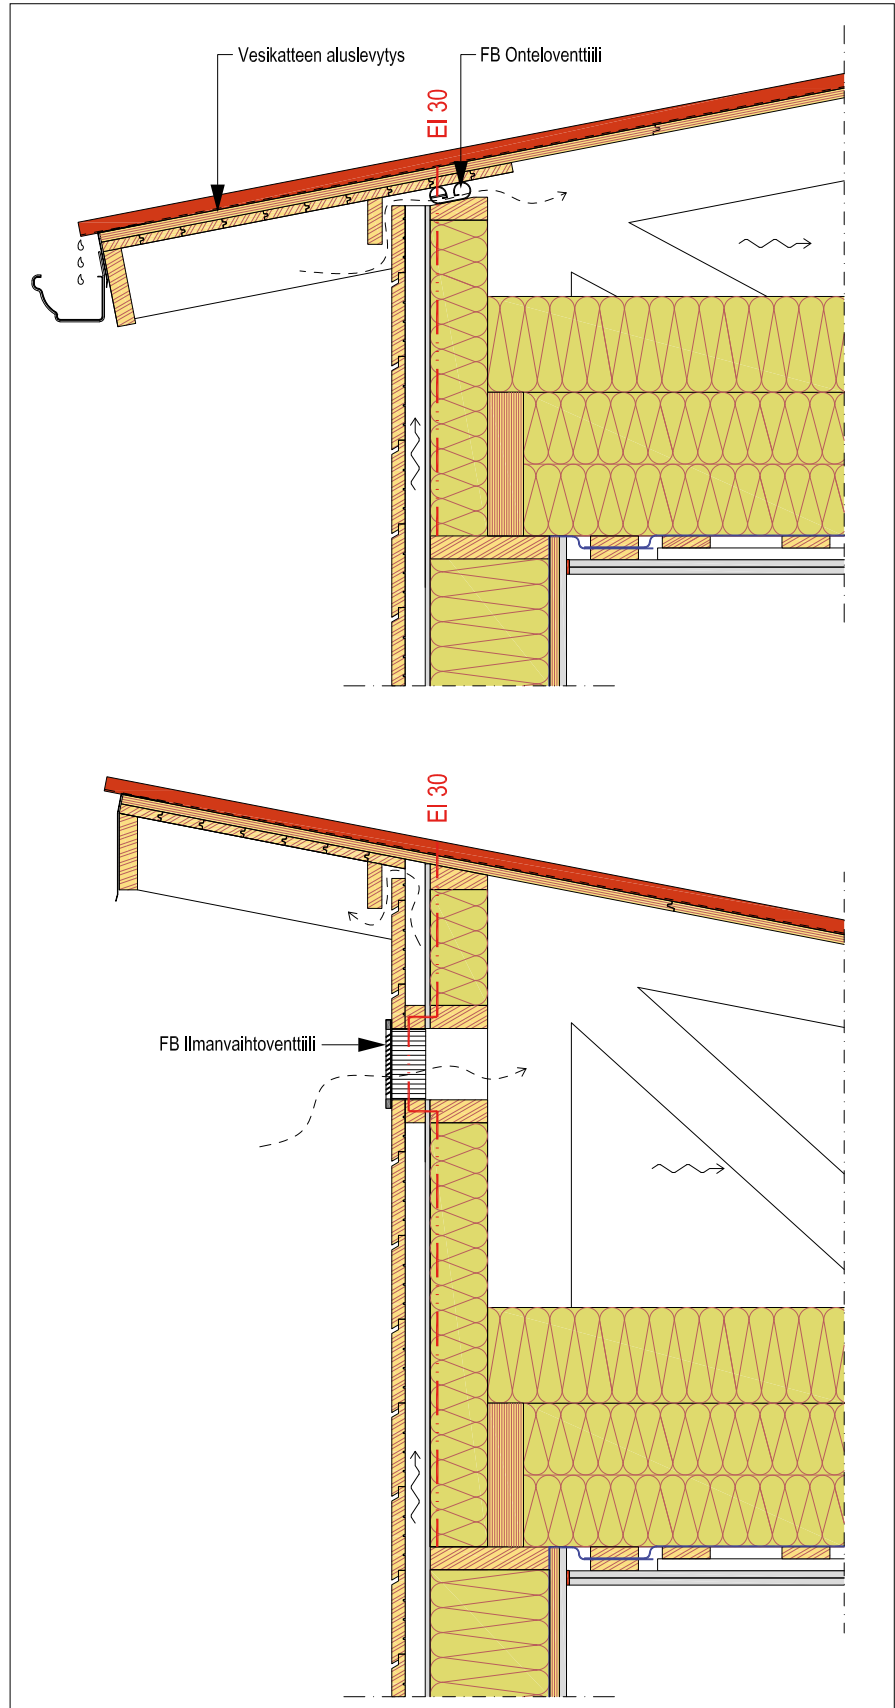 Vesikatteen aluslevytys
FB Onteloventtiili
EI 30
EI 30
FB Ilmanvaihtoventtiili